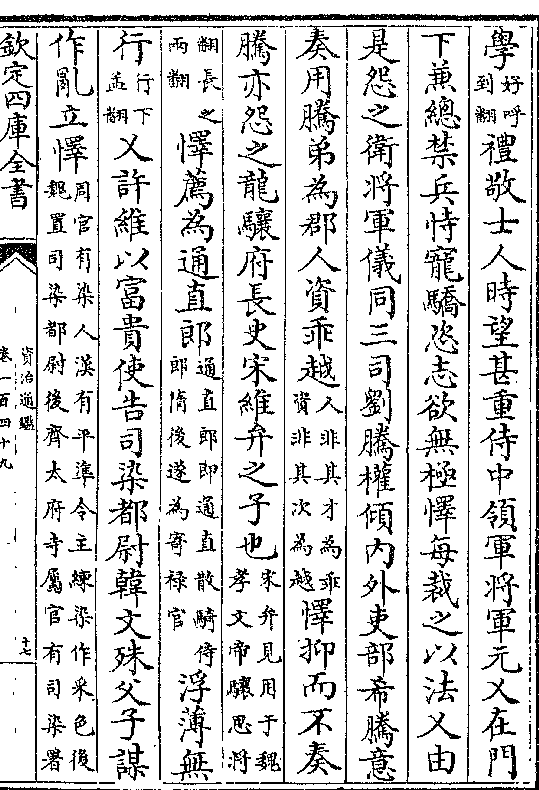 學好呼到翻禮敬士人時望甚重侍中領軍將軍元乂在門
下兼總禁兵恃寵驕恣志欲無極懌每裁之以法乂由
是怨之衛將軍儀同三司劉騰權傾内外吏部希騰意
奏用騰弟為郡人資乖越人非其才為乖資非其次為越懌抑而不奏
騰亦怨之龍驤府長史宋維弁之子也宋弁見用于魏孝文帝驤思將
翻長之兩翻懌薦為通直郎通直郎即通直散騎侍郎隋後遂為寄禄官浮薄無
行行下孟翻乂許維以富貴使告司染都尉韓文殊父子謀
作亂立懌周官有染人漢有平準令主練染作采色後魏置司染都尉後齊太府寺屬官有司染署
欽定四庫全書
資治通鑑
卷一百四十九
十七